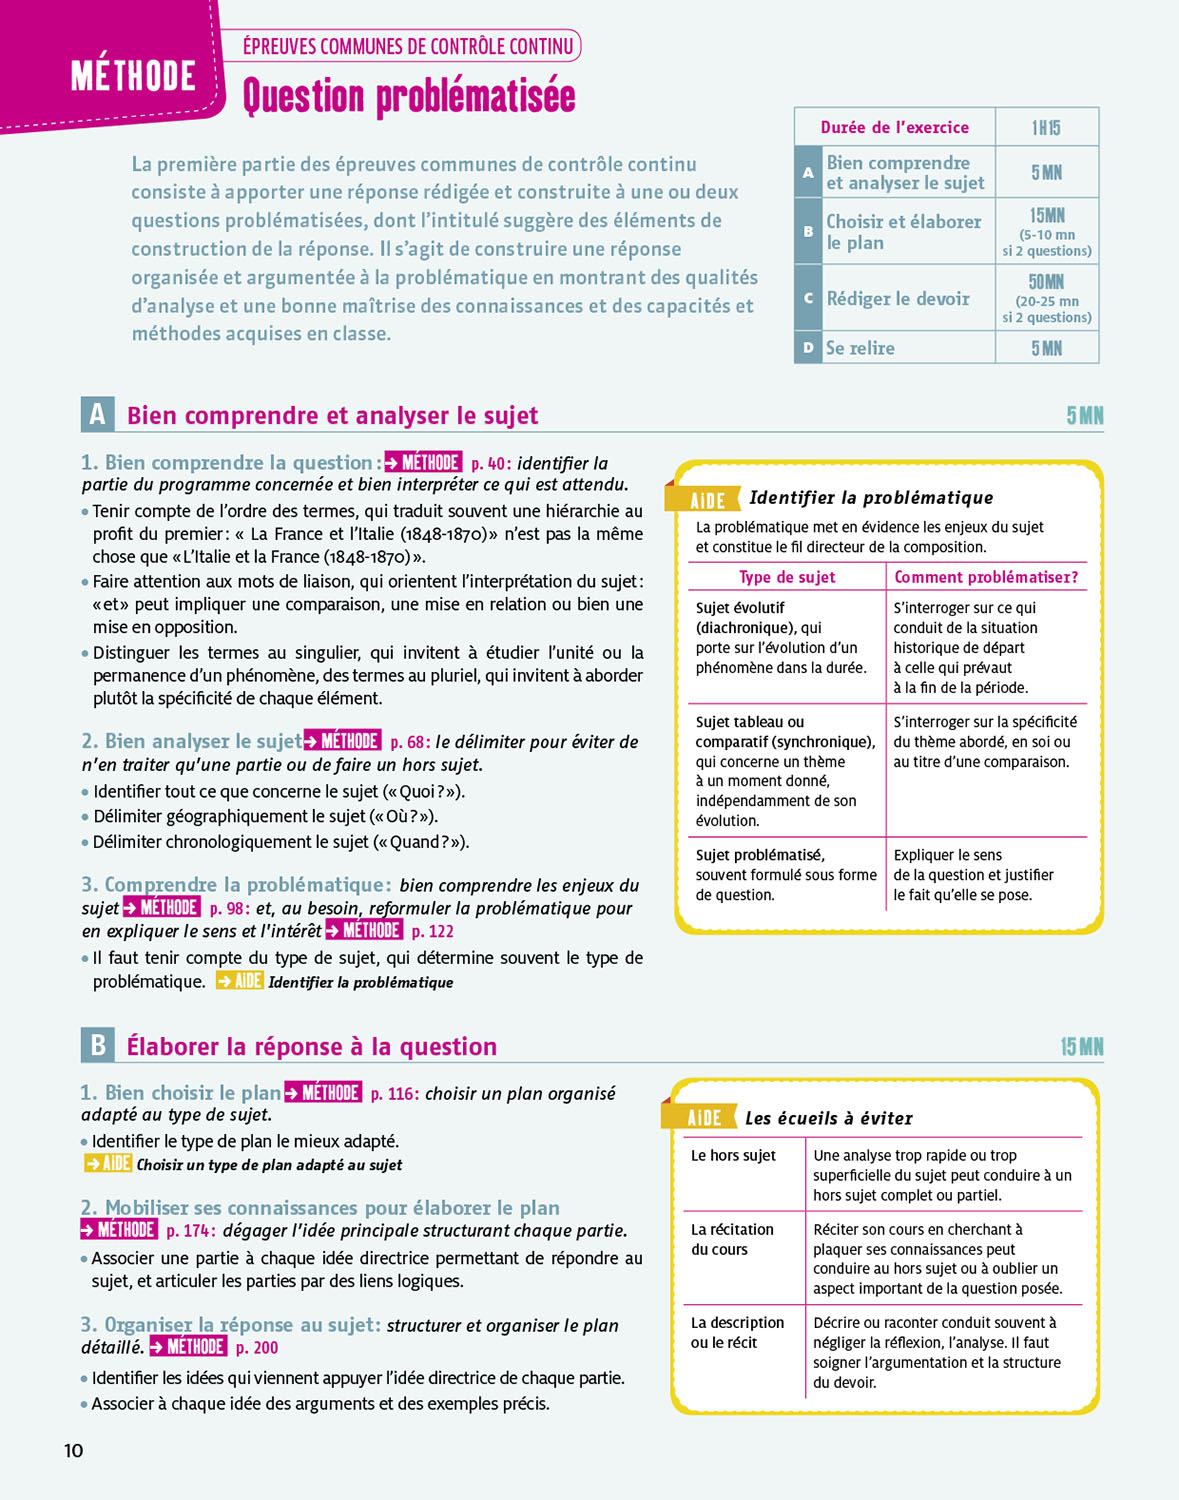 MÉTHODE
ÉPREUVES COMMUNES DE CONTRÔLE CONTINU
Question problématisée
La première partie des épreuves communes de contrôle continu
consiste à apporter une réponse rédigée et construite à une ou deux
questions problématisées, dont l'intitulé suggère des éléments de
construction de la réponse. Il s'agit de construire une réponse
organisée et argumentée à la problématique en montrant des qualités
d'analyse et une bonne maîtrise des connaissances et des capacités et
méthodes acquises en classe.
Durée de l'exercice 1H15
A Bien comprendre
et analyser le sujet 5 MN
B Choisir et élaborer
le plan 15MN
(5-10 mn
si 2 questions)
C Rédiger le devoir 50MN
(20-25 mn
si 2 questions)
D Se relire 5 MN
A Bien comprendre et analyser le sujet 5 MN
1. Bien comprendre la question : → MÉTHODE p. 40 : identifier la
partie du programme concernée et bien interpréter ce qui est attendu.
• Tenir compte de l'ordre des termes, qui traduit souvent une hiérarchie au
profit du premier : « La France et l'Italie (1848-1870) » n'est pas la même
chose que « L'Italie et la France (1848-1870) ».
• Faire attention aux mots de liaison, qui orientent l'interprétation du sujet :
« et » peut impliquer une comparaison, une mise en relation ou bien une
mise en opposition.
• Distinguer les termes au singulier, qui invitent à étudier l'unité ou la
permanence d'un phénomène, des termes au pluriel, qui invitent à aborder
plutôt la spécificité de chaque élément.
2. Bien analyser le sujet → MÉTHODE p. 68 : le délimiter pour éviter de
n'en traiter qu'une partie ou de faire un hors sujet.
• Identifier tout ce que concerne le sujet (« Quoi ? »).
• Délimiter géographiquement le sujet (« Où ? »).
• Délimiter chronologiquement le sujet (« Quand ? »).
3. Comprendre la problématique : bien comprendre les enjeux du
sujet → MÉTHODE p. 98 : et, au besoin, reformuler la problématique pour
en expliquer le sens et l'intérêt → MÉTHODE p. 122
• Il faut tenir compte du type de sujet, qui détermine souvent le type de
problématique. → AIDE Identifier la problématique
AIDE Identifier la problématique
La problématique met en évidence les enjeux du sujet
et constitue le fil directeur de la composition.
Type de sujet Comment problématiser ?
Sujet évolutif
(diachronique), qui
porte sur l'évolution d'un
phénomène dans la durée.
S'interroger sur ce qui
conduit de la situation
historique de départ
à celle qui prévaut
à la fin de la période.
Sujet tableau ou
comparatif (synchronique),
qui concerne un thème
à un moment donné,
indépendamment de son
évolution.
S'interroger sur la spécificité
du thème abordé, en soi ou
au titre d'une comparaison.
Sujet problématisé,
souvent formulé sous forme
de question.
Expliquer le sens
de la question et justifier
le fait qu'elle se pose.
B Élaborer la réponse à la question 15 MN
1. Bien choisir le plan → MÉTHODE p. 116 : choisir un plan organisé
adapté au type de sujet.
• Identifier le type de plan le mieux adapté.
→ AIDE Choisir un type de plan adapté au sujet
2. Mobiliser ses connaissances pour élaborer le plan
→ MÉTHODE p. 174 : dégager l'idée principale structurant chaque partie.
• Associer une partie à chaque idée directrice permettant de répondre au
sujet, et articuler les parties par des liens logiques.
3. Organiser la réponse au sujet : structurer et organiser le plan
détaillé. → MÉTHODE p. 200
• Identifier les idées qui viennent appuyer l'idée directrice de chaque partie.
• Associer à chaque idée des arguments et des exemples précis.
AIDE Les écueils à éviter
Le hors sujet
Une analyse trop rapide ou trop
superficielle du sujet peut conduire à un
hors sujet complet ou partiel.
La récitation
du cours
Réciter son cours en cherchant à
plaquer ses connaissances peut
conduire au hors sujet ou à oublier un
aspect important de la question posée.
La description
ou le récit
Décrire ou raconter conduit souvent à
négliger la réflexion, l'analyse. Il faut
soigner l'argumentation et la structure
du devoir.
10